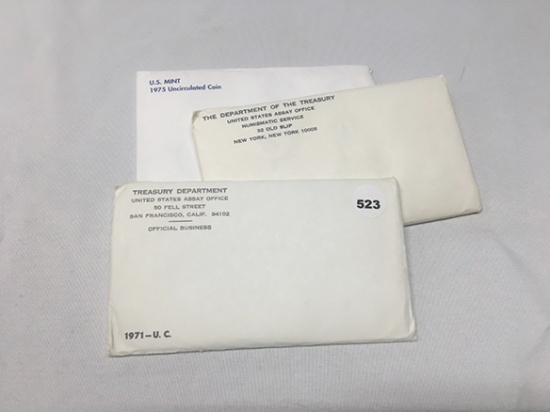 U.S. MINT
1975 Uncirculated Coin
THE DEPARTMENT OF THE TREASURY
UNITED STATES ASSAY OFFICE
NUMISMATIC SERVICE
32 OLD SLIP
NEW YORK, NEW YORK 10005
TREASURY DEPARTMENT
UNITED STATES ASSAY OFFICE
50 FELL STREET
SAN FRANCISCO, CALIF. 94102
OFFICIAL BUSINESS
523
1971-U. C.